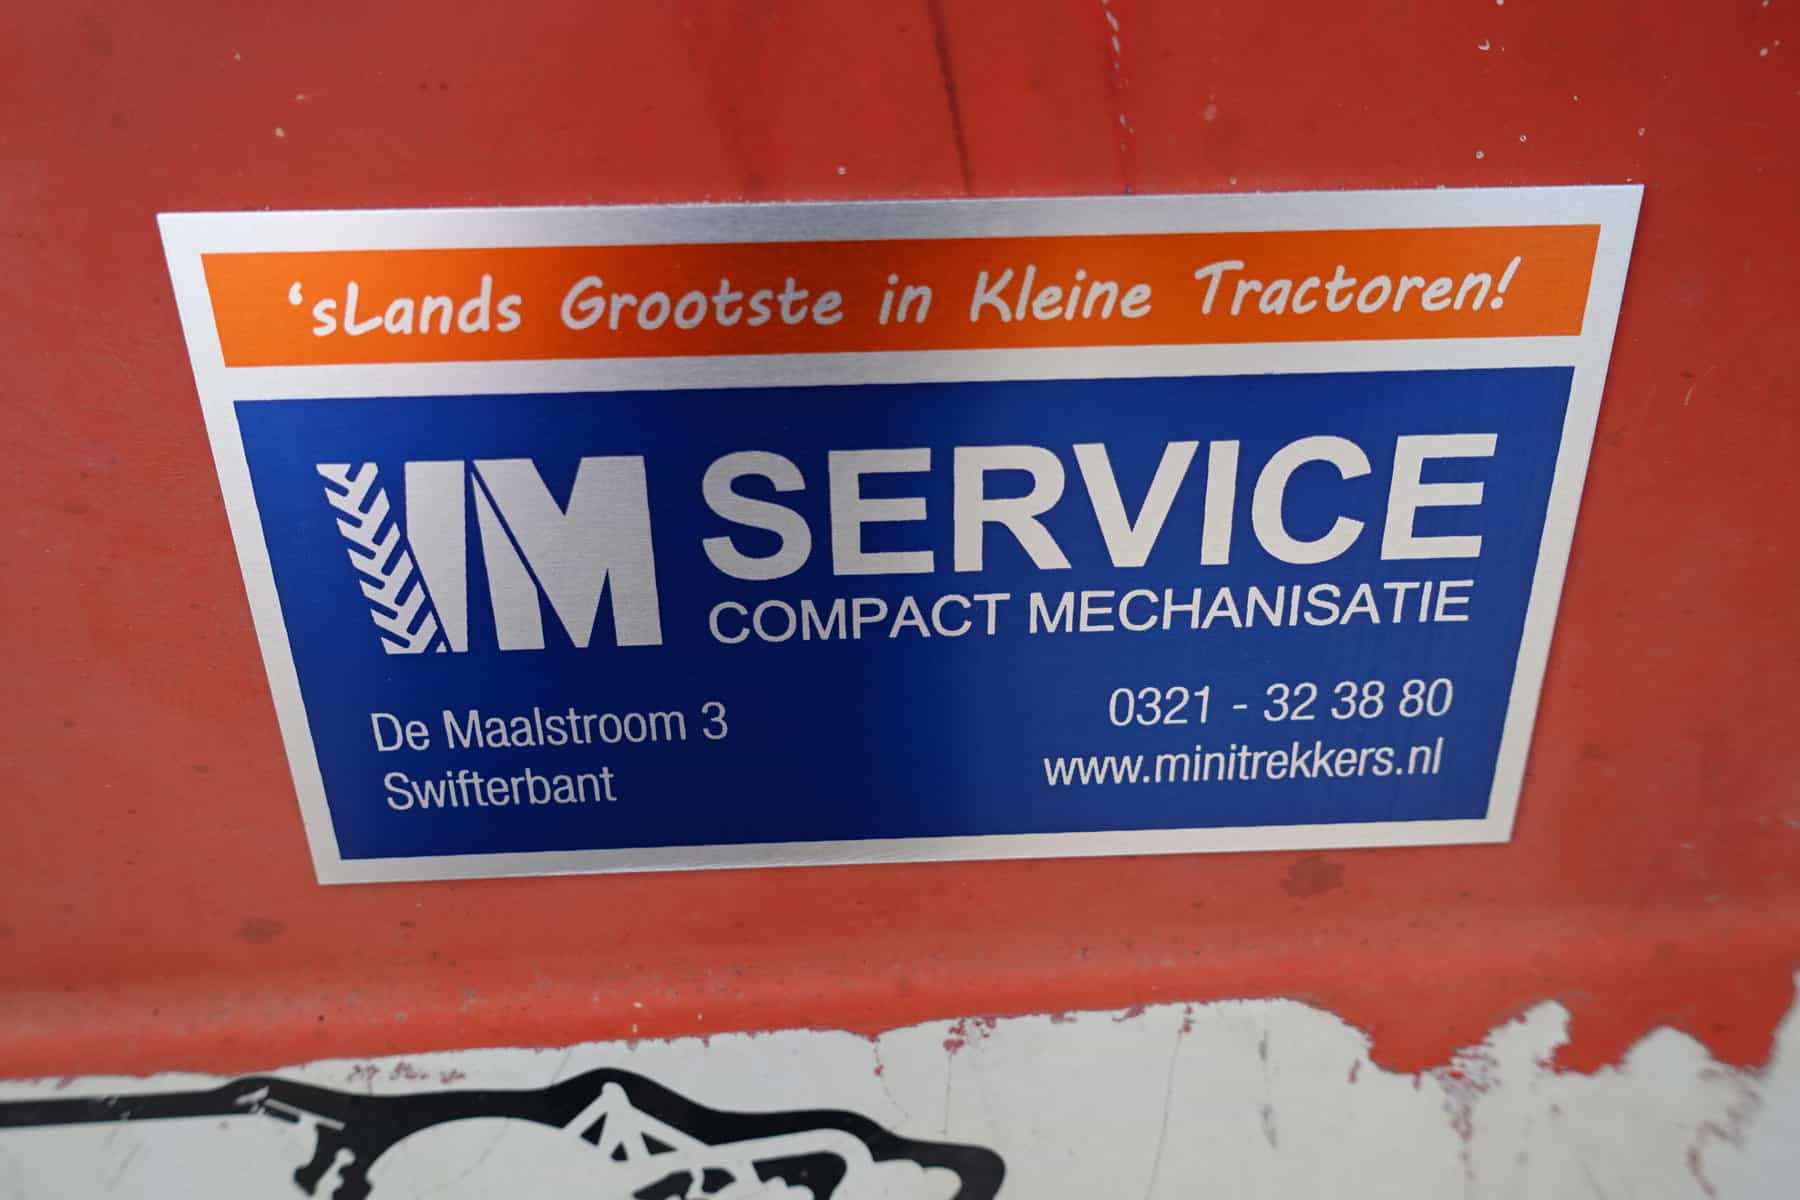 'sLands Grootste in Kleine Tractoren!
IM SERVICE
COMPACT MECHANISATIE
De Maalstroom 3
Swifterbant
0321 - 32 38 80
www.minitrekkers.nl